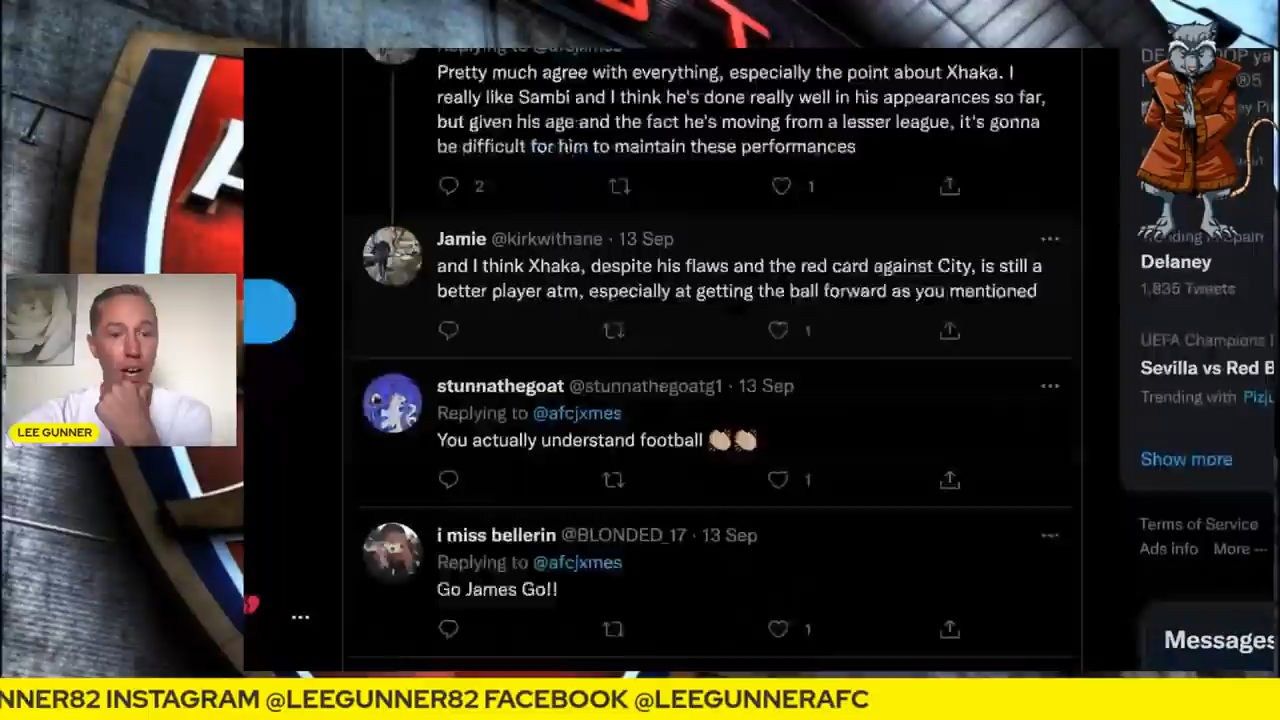 Replying to @afcjxmes
Pretty much agree with everything, especially the point about Xhaka. I
really like Sambi and I think he's done really well in his appearances so far,
but given his age and the fact he's moving from a lesser league, it's gonna
be difficult for him to maintain these performances
2
1
Jamie @kirkwithane · 13 Sep
and I think Xhaka, despite his flaws and the red card against City, is still a
better player atm, especially at getting the ball forward as you mentioned
1
stunnathegoat @stunnathegoatg1 · 13 Sep
Replying to @afcjxmes
You actually understand football 👏🏻👏🏻
1
i miss bellerin @BLONDED_17 · 13 Sep
Replying to @afcjxmes
Go James Go!!
1
Delaney
1,835 Tweets
UEFA Champions
Sevilla vs Red B
Trending with Pizju
Show more
Terms of Service
Ads info More ···
Messages
LEE GUNNER
NNER82 INSTAGRAM @LEEGUNNER82 FACEBOOK @LEEGUNNERAFC